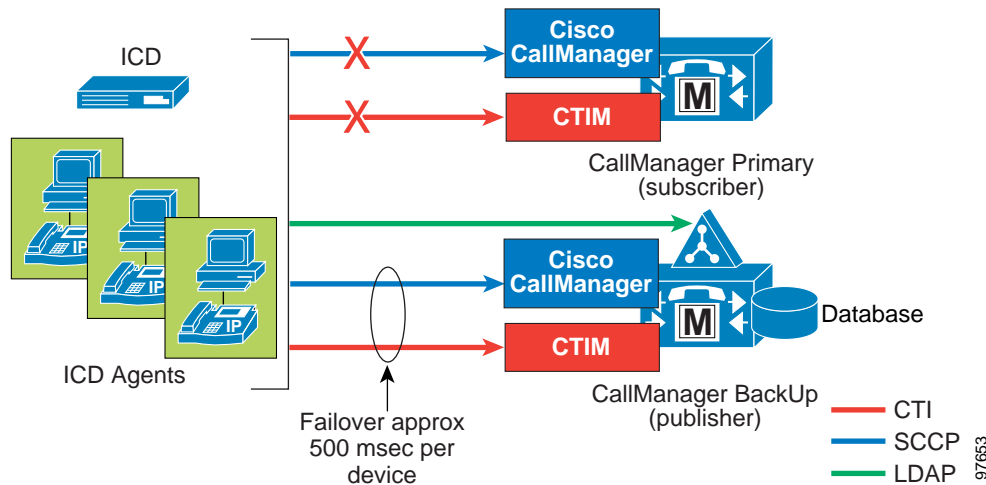 ICD
IP
IP
IP
ICD Agents
X
X
Cisco
CallManager
CTIM
M
CallManager Primary
(subscriber)
Cisco
CallManager
CTIM
M
Database
CallManager BackUp
(publisher)
Failover approx
500 msec per
device
CTI
SCCP
LDAP
97653